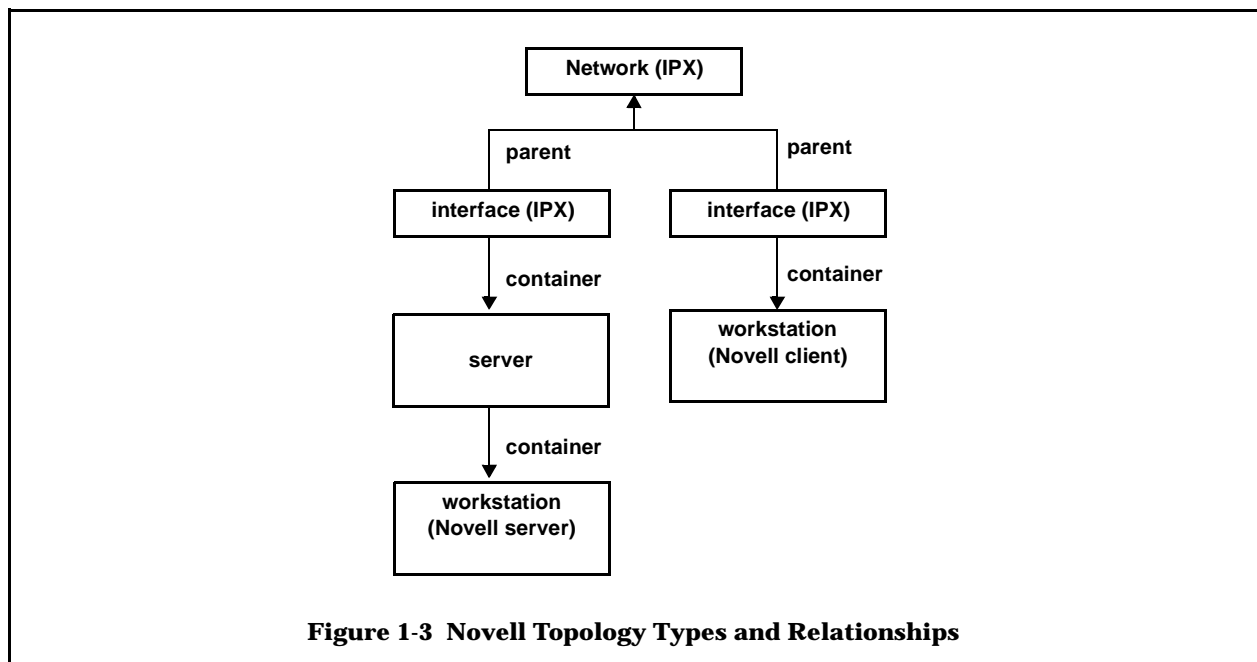 Network (IPX)
parent
parent
interface (IPX)
interface (IPX)
container
container
server
workstation
(Novell client)
container
workstation
(Novell server)
Figure 1-3 Novell Topology Types and Relationships